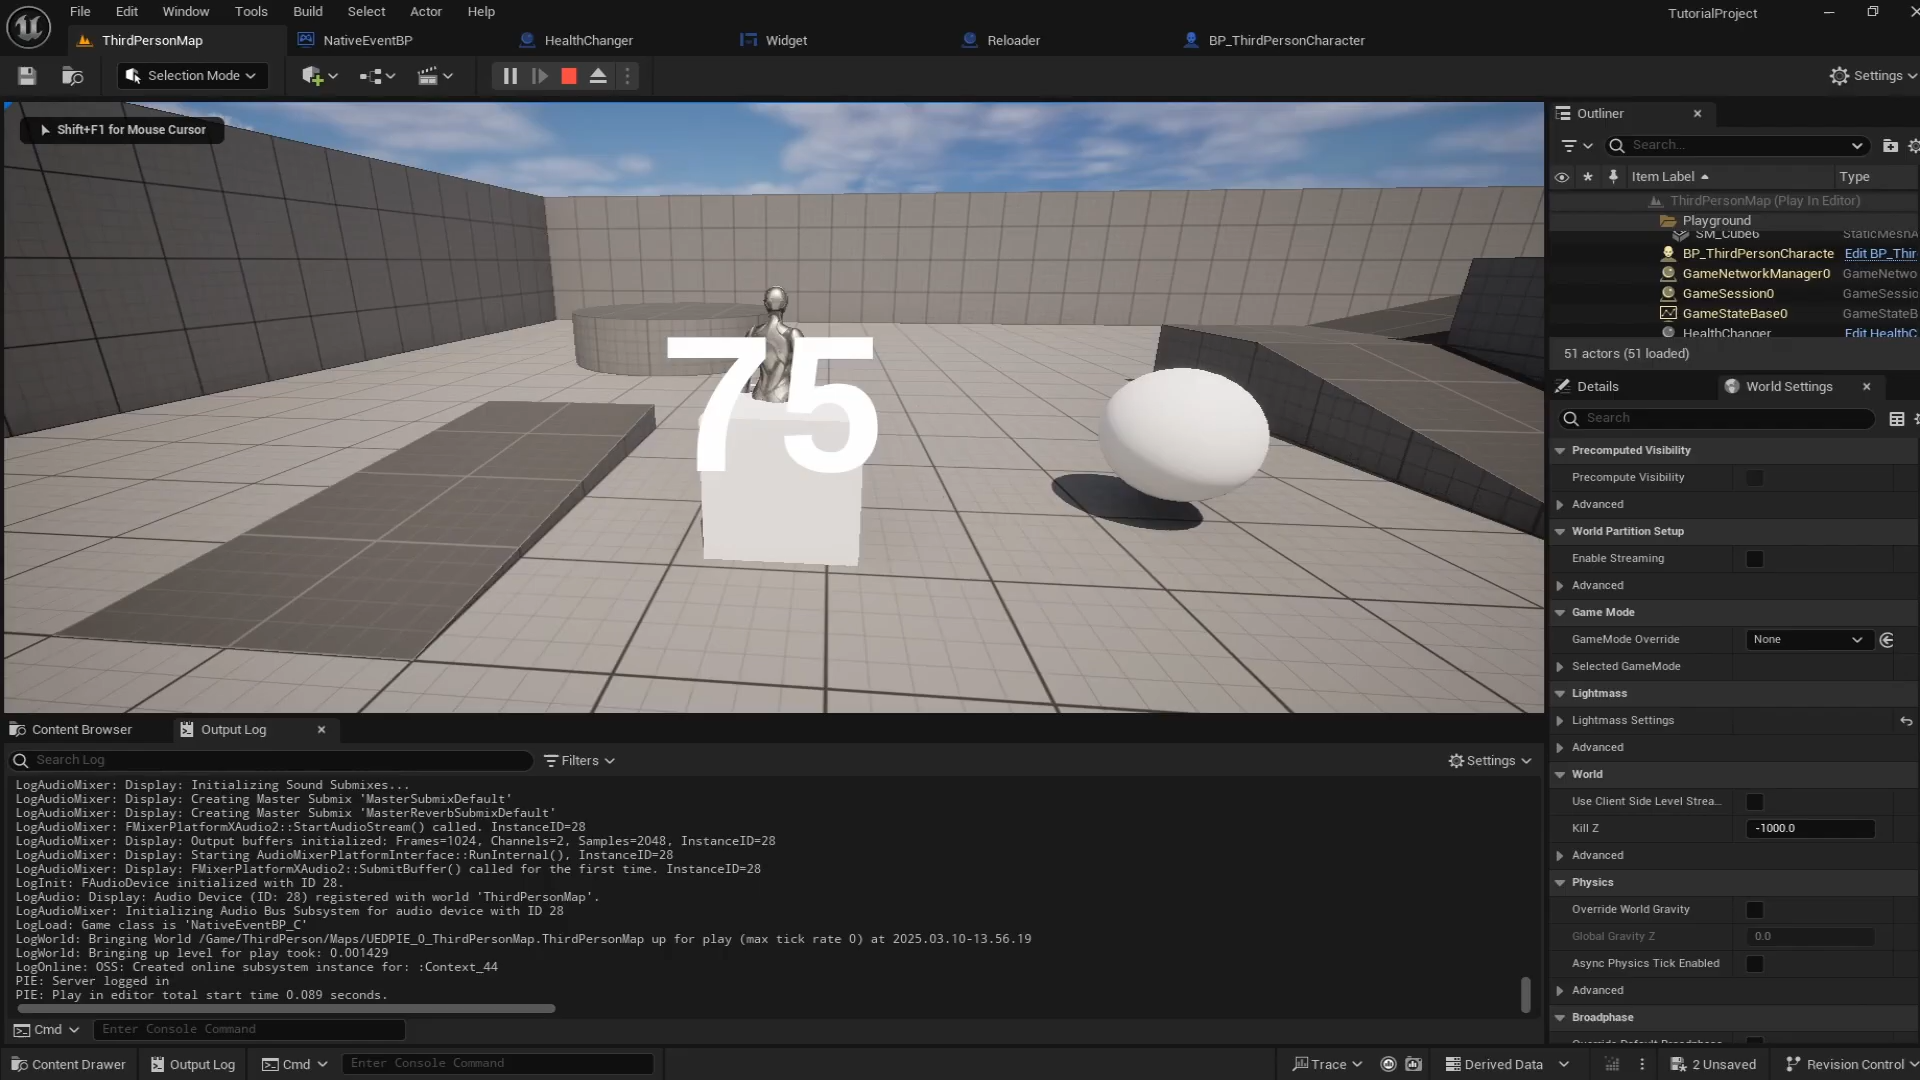 File Edit Window Tools Build Select Actor Help
TutorialProject
ThirdPersonMap NativeEventBP HealthChanger Widget Reloader BP_ThirdPersonCharacter
Selection Mode
Settings
Shift+F1 for Mouse Cursor
75
Outliner
Search...
Item Label Type
ThirdPersonMap (Play In Editor)
Playground
SM_Cube6 StaticMeshA
BP_ThirdPersonCharacte Edit BP_Thir
GameNetworkManager0 GameNetwo
GameSession0 GameSessio
GameStateBase0 GameStateB
HealthChanger Edit HealthC
51 actors (51 loaded)
Details World Settings
Search
Precomputed Visibility
Precompute Visibility
Advanced
World Partition Setup
Enable Streaming
Advanced
Game Mode
GameMode Override None
Selected GameMode
Lightmass
Lightmass Settings
Advanced
World
Use Client Side Level Strea...
Kill Z -1000.0
Advanced
Physics
Override World Gravity
Global Gravity Z 0.0
Async Physics Tick Enabled
Advanced
Broadphase
Content Browser Output Log
Search Log Filters Settings
LogAudioMixer: Display: Initializing Sound Submixes...
LogAudioMixer: Display: Creating Master Submix 'MasterSubmixDefault'
LogAudioMixer: Display: Creating Master Submix 'MasterReverbSubmixDefault'
LogAudioMixer: FMixerPlatformXAudio2::StartAudioStream() called. InstanceID=28
LogAudioMixer: Display: Output buffers initialized: Frames=1024, Channels=2, Samples=2048, InstanceID=28
LogAudioMixer: Display: Starting AudioMixerPlatformInterface::RunInternal(), InstanceID=28
LogAudioMixer: Display: FMixerPlatformXAudio2::SubmitBuffer() called for the first time. InstanceID=28
LogInit: FAudioDevice initialized with ID 28.
LogAudio: Display: Audio Device (ID: 28) registered with world 'ThirdPersonMap'.
LogAudioMixer: Initializing Audio Bus Subsystem for audio device with ID 28
LogLoad: Game class is 'NativeEventBP_C'
LogWorld: Bringing World /Game/ThirdPerson/Maps/UEDPIE_0_ThirdPersonMap.ThirdPersonMap up for play (max tick rate 0) at 2025.03.10-13.56.19
LogWorld: Bringing up level for play took: 0.001429
LogOnline: OSS: Created online subsystem instance for: :Context_44
PIE: Server logged in
PIE: Play in editor total start time 0.089 seconds.
Cmd Enter Console Command
Content Drawer Output Log Cmd Enter Console Command Trace Derived Data 2 Unsaved Revision Control